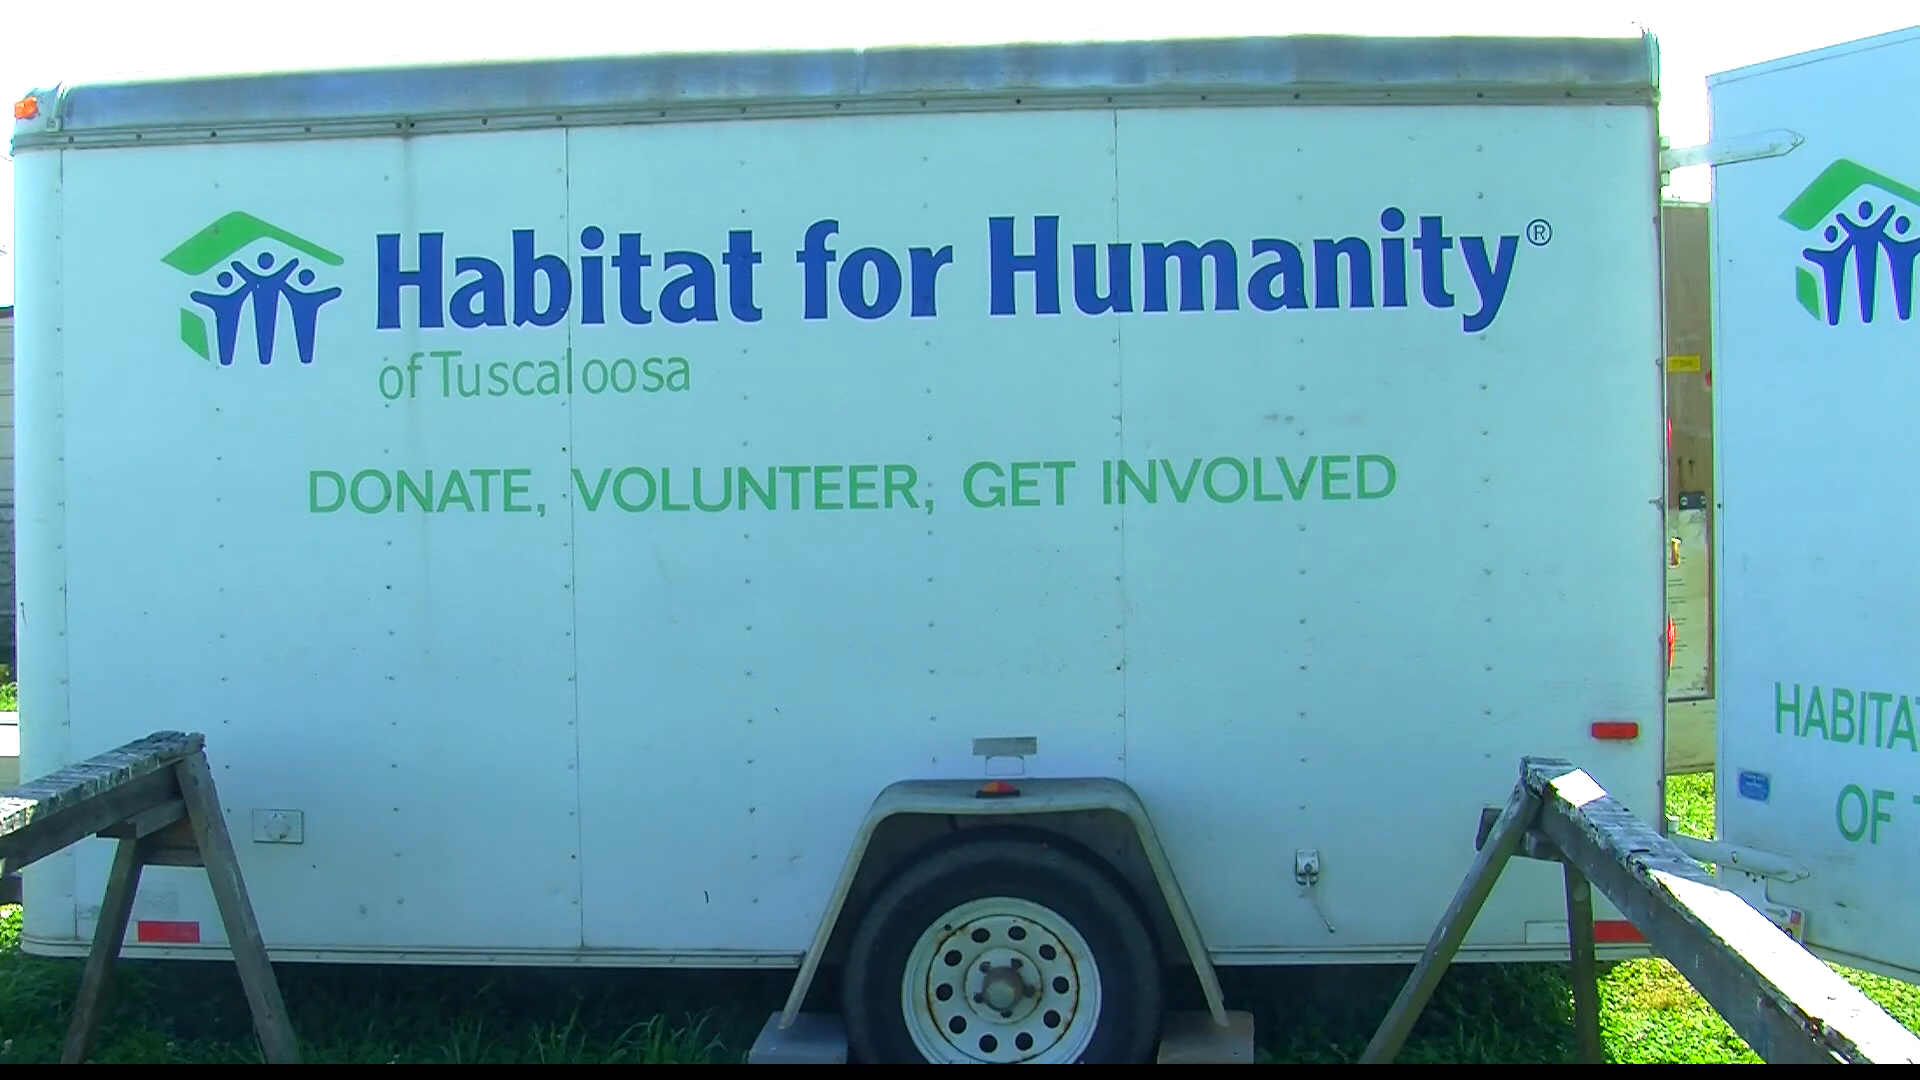 Habitat for Humanity®
of Tuscaloosa
DONATE, VOLUNTEER, GET INVOLVED
HABITAT
OF